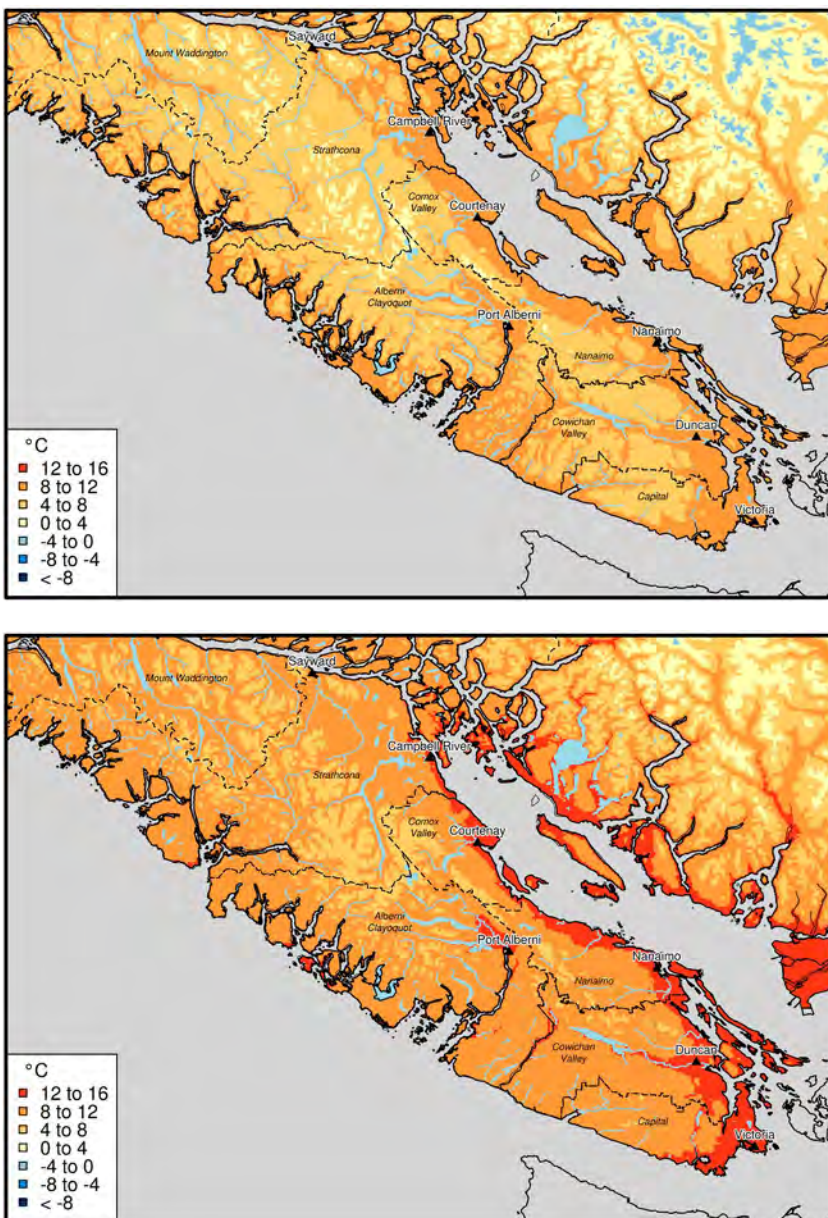 Sayward
Mount Waddington
Campbell River
Strathcona
Comox
Valley
Courtenay
Alberni
Clayoquot
Port Alberni
Nanaimo
Nanaimo
Cowichan
Valley
Duncan
Capital
Victoria
°C
12 to 16
8 to 12
4 to 8
0 to 4
-4 to 0
-8 to -4
< -8
Sayward
Mount Waddington
Campbell River
Strathcona
Comox
Valley
Courtenay
Alberni
Clayoquot
Port Alberni
Nanaimo
Nanaimo
Cowichan
Valley
Duncan
Capital
Victoria
°C
12 to 16
8 to 12
4 to 8
0 to 4
-4 to 0
-8 to -4
< -8